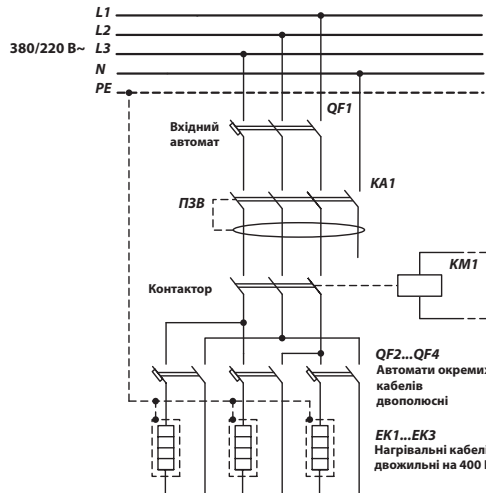 L1
L2
380/220 В~ L3
N
PE
QF1
Вхідний
автомат
KA1
ПЗВ
KM1
Контактор
QF2...QF4
Автомати окремих
кабелів
двополюсні
EK1...EK3
Нагрівальні кабелі
двожильні на 400